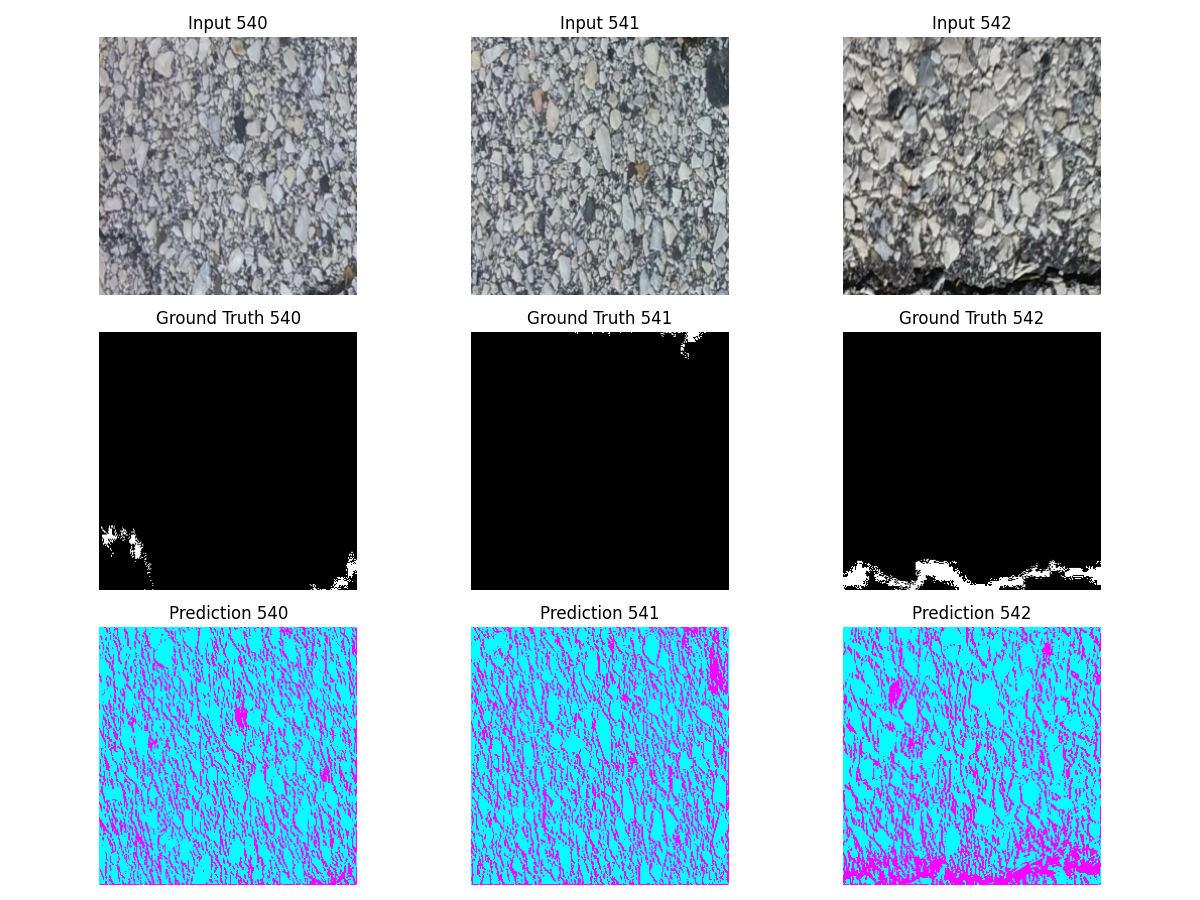 Input 540
Input 541
Input 542
Ground Truth 540
Ground Truth 541
Ground Truth 542
Prediction 540
Prediction 541
Prediction 542